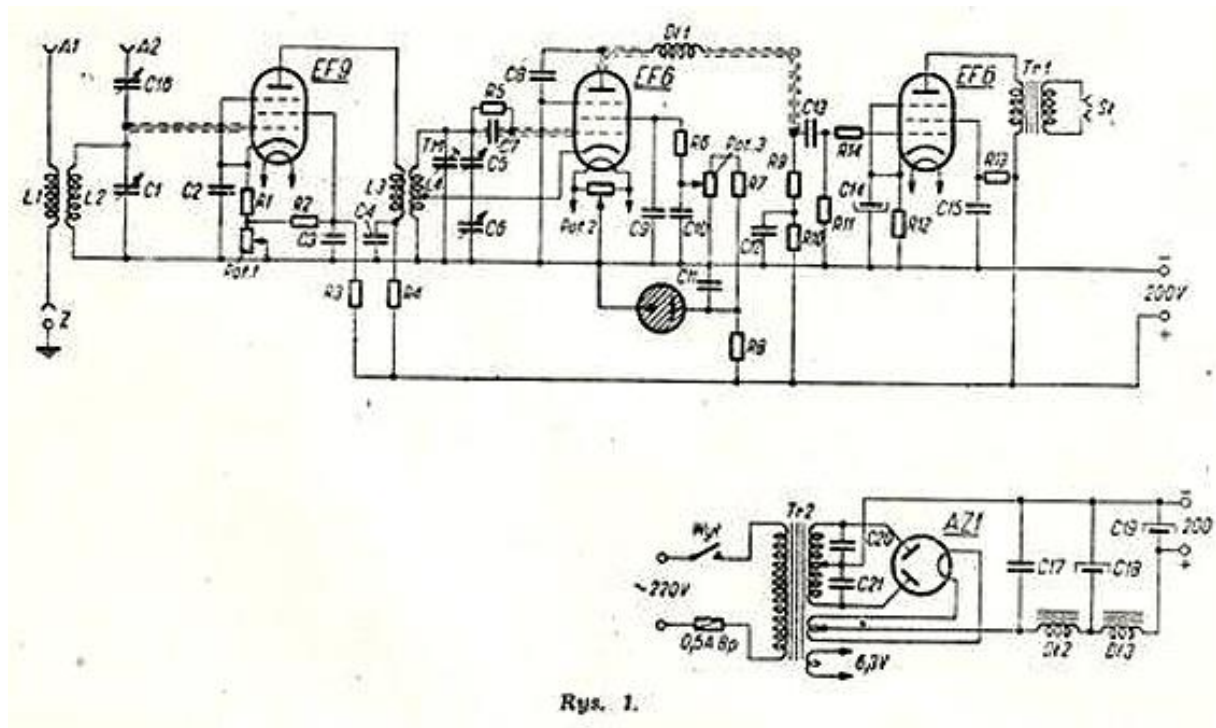 A1 A2
C16 EF9 C8 EF6 Dł1 EF6 Tr1
R5 C7 C13 Sł
Tr1 C5 R6 Pot.3 R14
L1 L2 C1 C2 R1 R2 C3 C4 L3 L4 C6 Pot.2 C9 C10 R7 R9 C12 R10 R11 C14 R12 C15 R13
Pot.1
R3 R4 C11 200V
Z
R8
Wył Tr2 C20 AZ1 C19 200
~220V C21 C17 C18
0,5A Bp 6,3V Dł2 Dł3
Rys. 1.